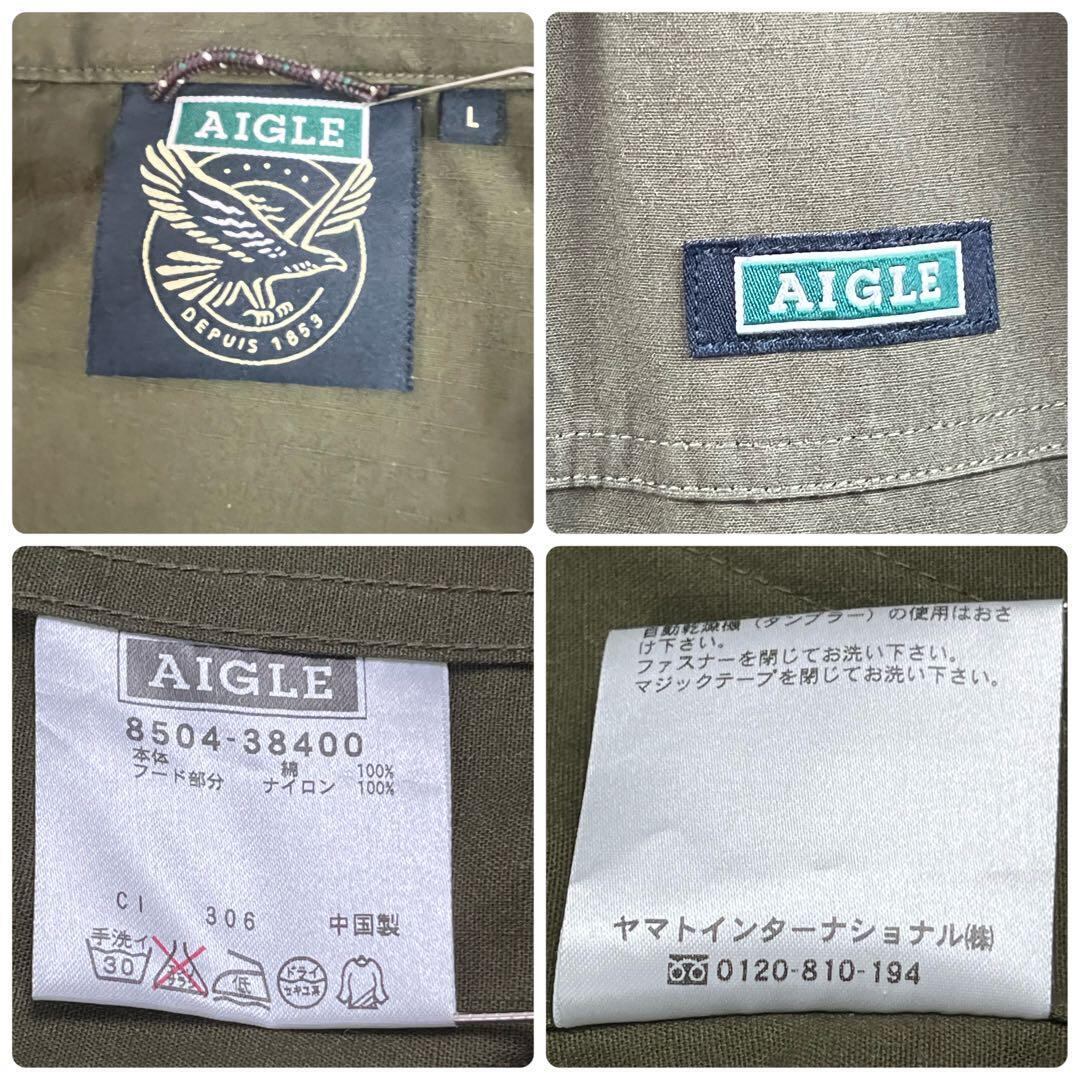 AIGLE
L
DEPUIS 1853
AIGLE
AIGLE
8504-38400
本体 綿 100%
フード部分 ナイロン 100%
CI 306 中国製
手洗イ
30
低
ドライ
セキユ系
自動乾燥機(タンブラー)の使用はおさ
け下さい。
ファスナーを閉じてお洗い下さい。
マジックテープを閉じてお洗い下さい。
ヤマトインターナショナル㈱
0120-810-194